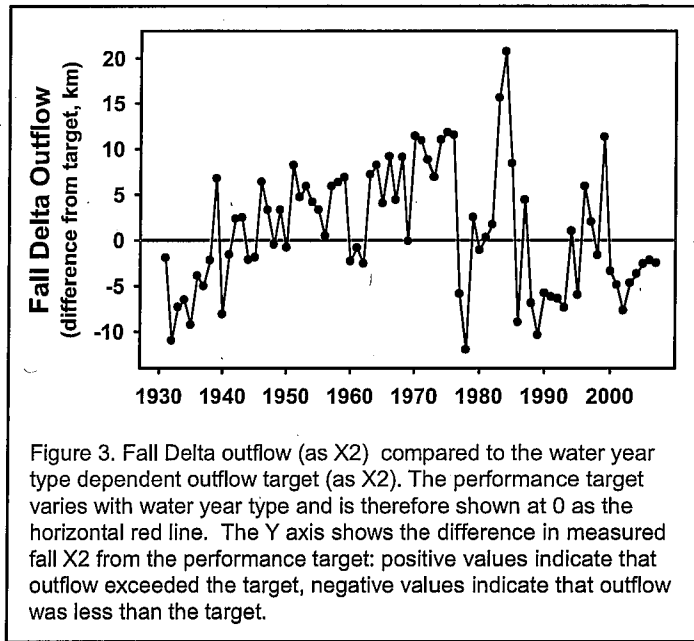 Fall Delta Outflow
(difference from target, km)
20
15
10
5
0
-5
-10
1930 1940 1950 1960 1970 1980 1990 2000
Figure 3. Fall Delta outflow (as X2) compared to the water year
type dependent outflow target (as X2). The performance target
varies with water year type and is therefore shown at 0 as the
horizontal red line. The Y axis shows the difference in measured
fall X2 from the performance target: positive values indicate that
outflow exceeded the target, negative values indicate that outflow
was less than the target.